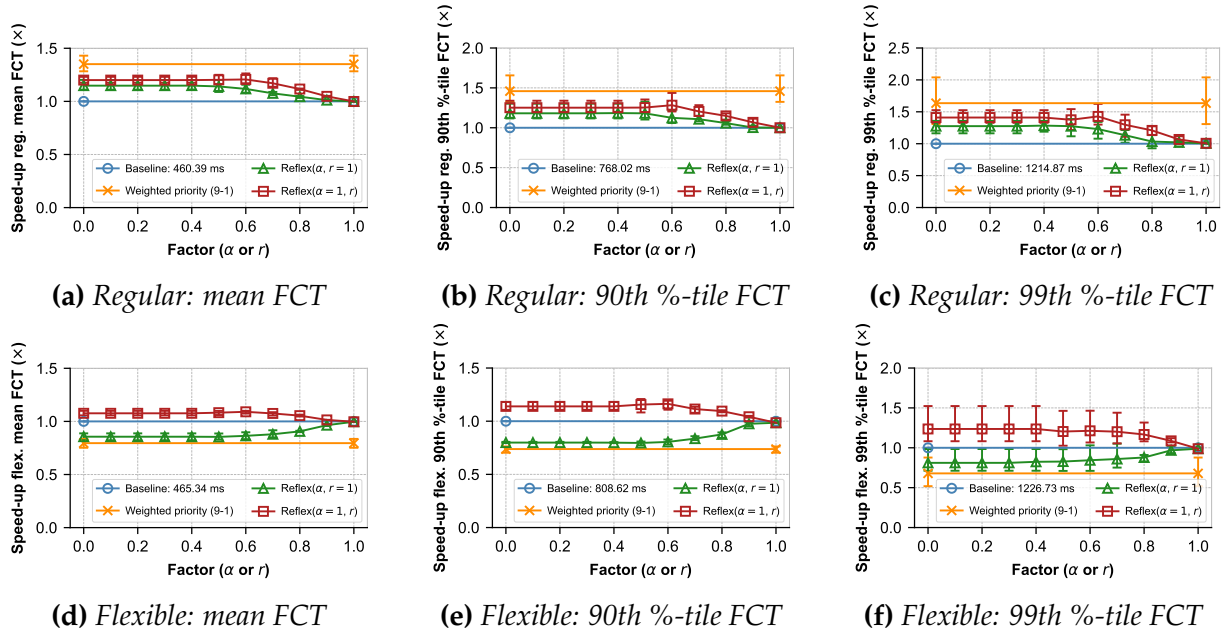 Speed-up reg. mean FCT (×)
1.5
1.0
0.5
0.0
Baseline: 460.39 ms
Weighted priority (9-1)
Reflex(α, r = 1)
Reflex(α = 1, r)
0.0 0.2 0.4 0.6 0.8 1.0
Factor (α or r)
(a) Regular: mean FCT
Speed-up reg. 90th %-tile FCT (×)
2.0
1.5
1.0
0.5
0.0
Baseline: 768.02 ms
Weighted priority (9-1)
Reflex(α, r = 1)
Reflex(α = 1, r)
0.0 0.2 0.4 0.6 0.8 1.0
Factor (α or r)
(b) Regular: 90th %-tile FCT
Speed-up reg. 99th %-tile FCT (×)
2.5
2.0
1.5
1.0
0.5
0.0
Baseline: 1214.87 ms
Weighted priority (9-1)
Reflex(α, r = 1)
Reflex(α = 1, r)
0.0 0.2 0.4 0.6 0.8 1.0
Factor (α or r)
(c) Regular: 99th %-tile FCT
Speed-up flex. mean FCT (×)
1.5
1.0
0.5
0.0
Baseline: 465.34 ms
Weighted priority (9-1)
Reflex(α, r = 1)
Reflex(α = 1, r)
0.0 0.2 0.4 0.6 0.8 1.0
Factor (α or r)
(d) Flexible: mean FCT
Speed-up flex. 90th %-tile FCT (×)
1.5
1.0
0.5
0.0
Baseline: 808.62 ms
Weighted priority (9-1)
Reflex(α, r = 1)
Reflex(α = 1, r)
0.0 0.2 0.4 0.6 0.8 1.0
Factor (α or r)
(e) Flexible: 90th %-tile FCT
Speed-up flex. 99th %-tile FCT (×)
2.0
1.5
1.0
0.5
0.0
Baseline: 1226.73 ms
Weighted priority (9-1)
Reflex(α, r = 1)
Reflex(α = 1, r)
0.0 0.2 0.4 0.6 0.8 1.0
Factor (α or r)
(f) Flexible: 99th %-tile FCT